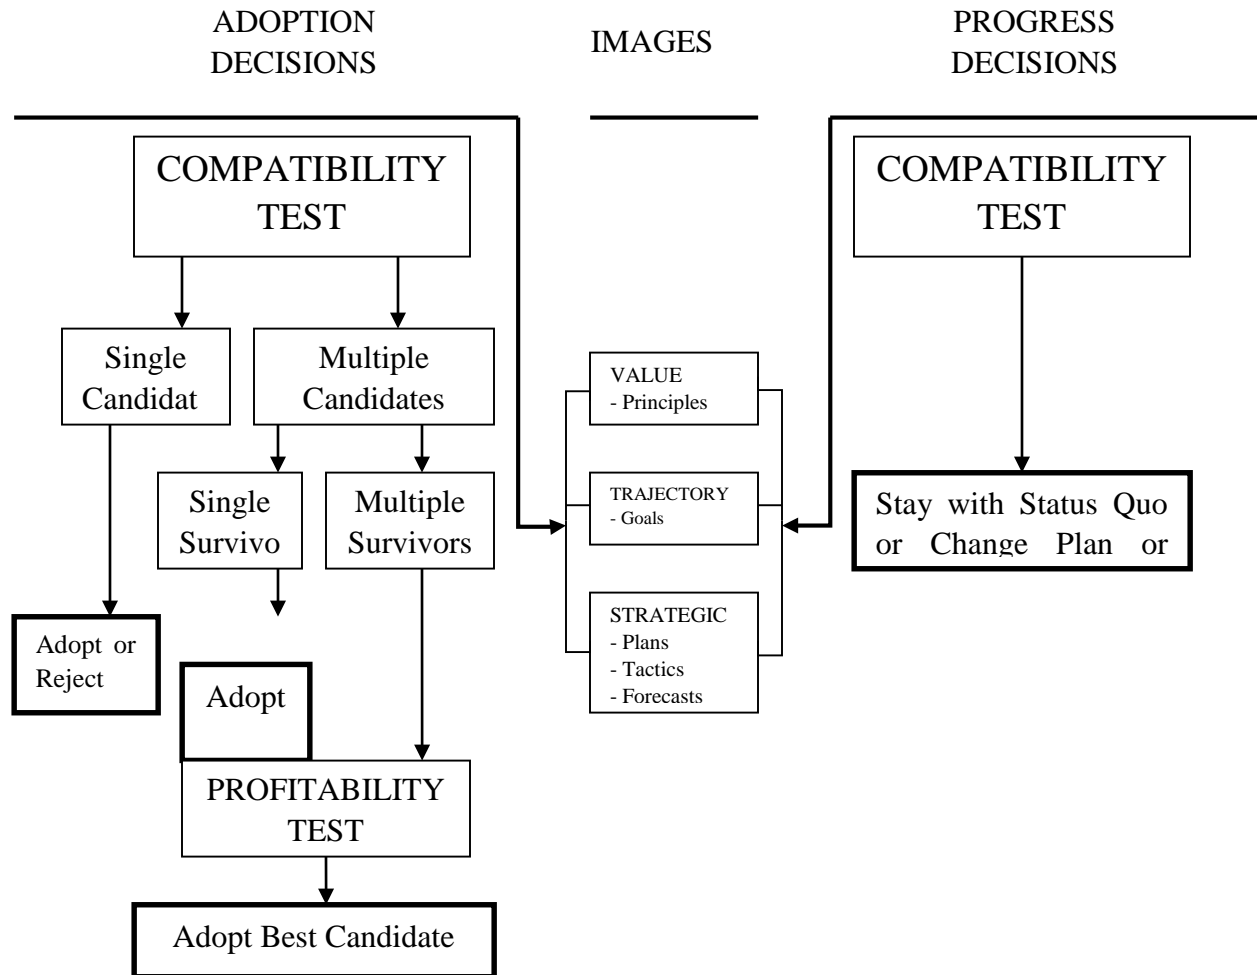 ADOPTION
DECISIONS
IMAGES
PROGRESS
DECISIONS
COMPATIBILITY
TEST
Single
Candidat
Multiple
Candidates
Single
Survivo
Multiple
Survivors
Adopt or
Reject
Adopt
PROFITABILITY
TEST
Adopt Best Candidate
VALUE
- Principles
TRAJECTORY
- Goals
STRATEGIC
- Plans
- Tactics
- Forecasts
COMPATIBILITY
TEST
Stay with Status Quo
or Change Plan or